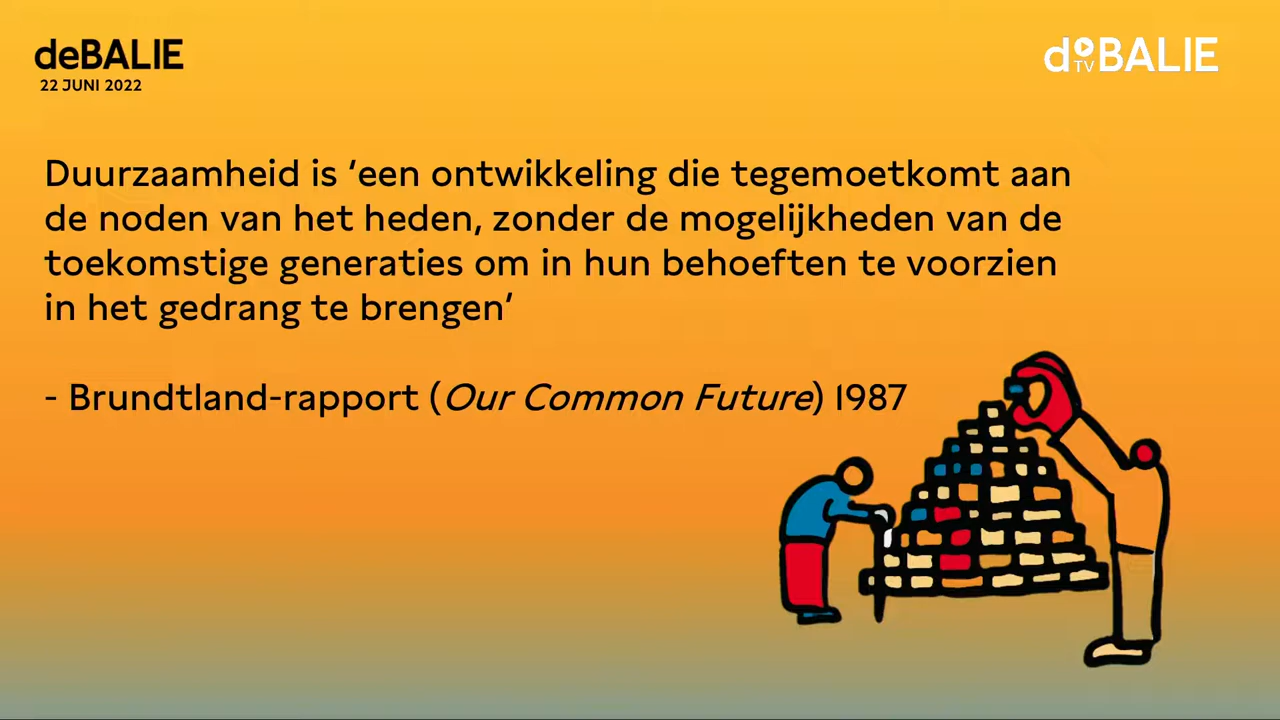 deBALIE
22 JUNI 2022
deBALIE
TV
Duurzaamheid is ‘een ontwikkeling die tegemoetkomt aan
de noden van het heden, zonder de mogelijkheden van de
toekomstige generaties om in hun behoeften te voorzien
in het gedrang te brengen’
- Brundtland-rapport (Our Common Future) 1987